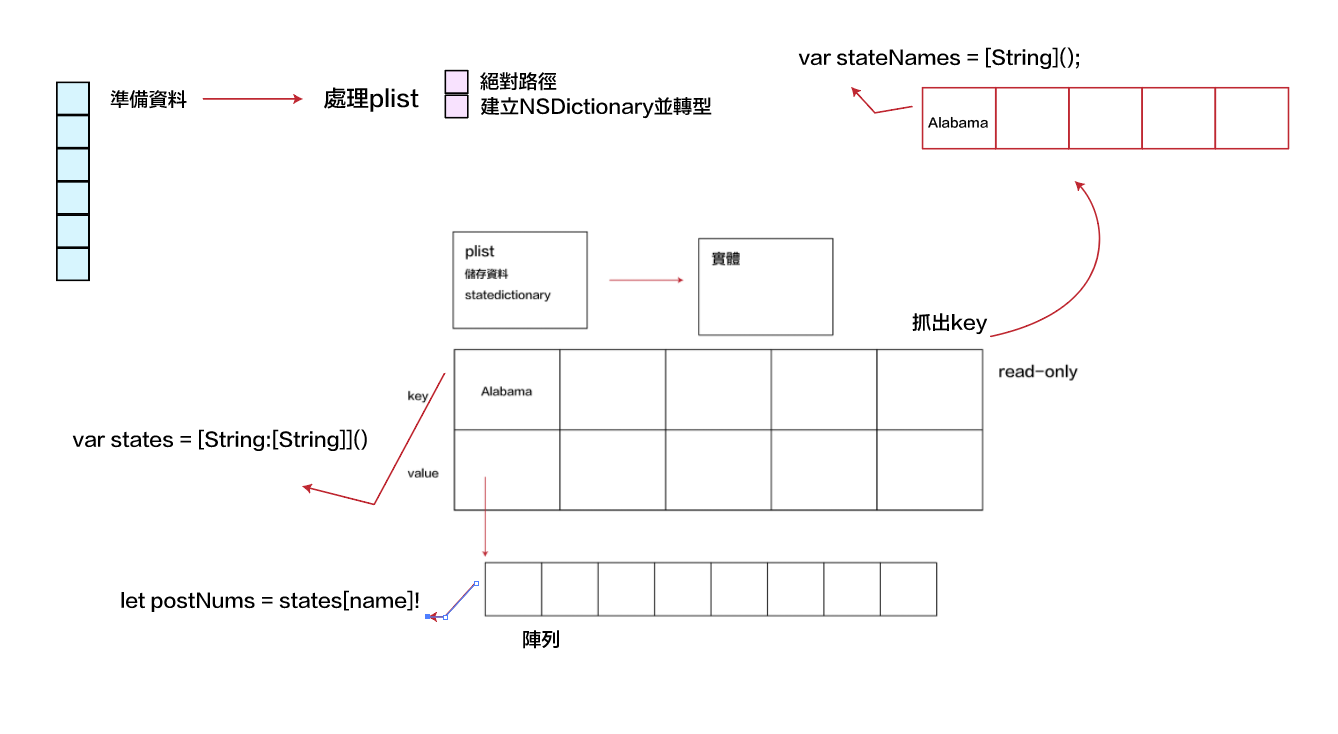 var stateNames = [String]();
準備資料
處理plist
絕對路徑
建立NSDictionary並轉型
Alabama
plist
儲存資料
statedictionary
實體
抓出key
read-only
key
Alabama
var states = [String:[String]]()
value
let postNums = states[name]!
陣列